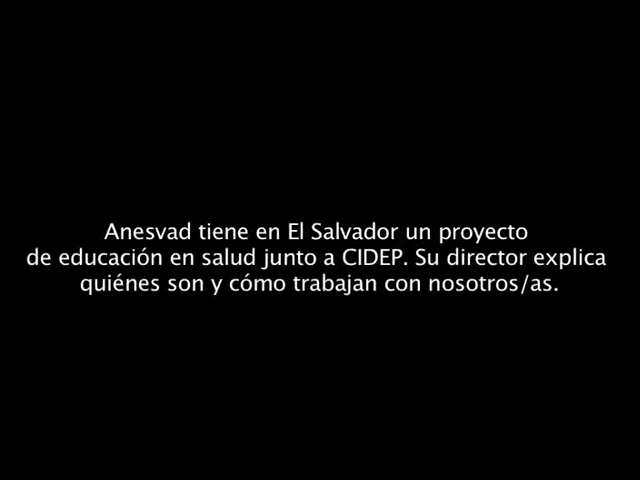 Anesvad tiene en El Salvador un proyecto
de educación en salud junto a CIDEP. Su director explica
quiénes son y cómo trabajan con nosotros/as.